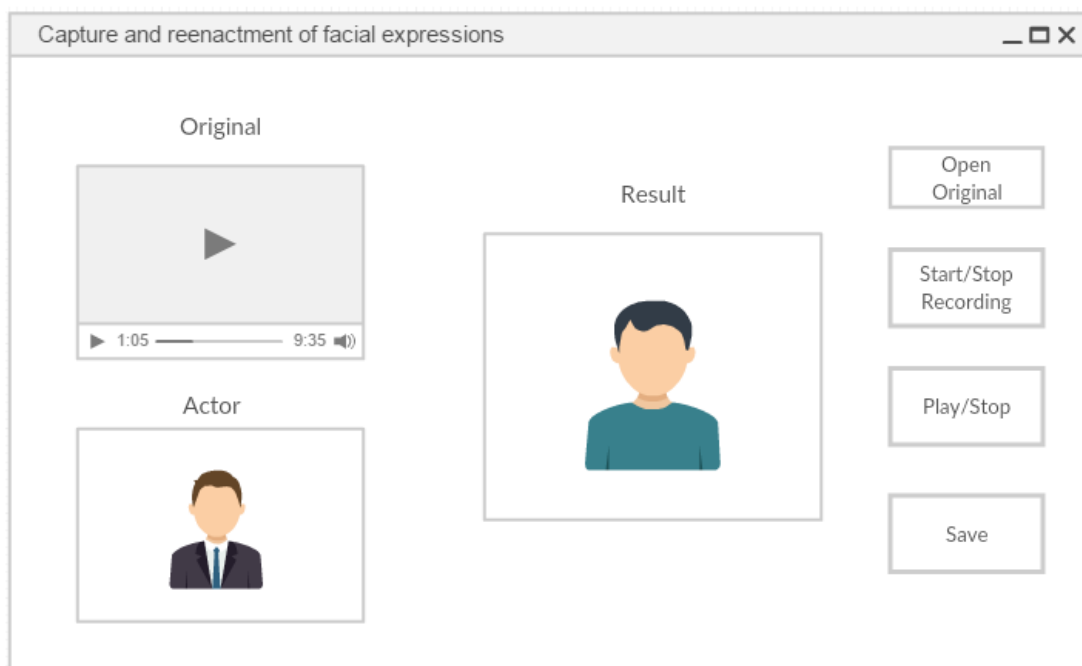 Capture and reenactment of facial expressions
Original
1:05 9:35
Actor
Result
Open
Original
Start/Stop
Recording
Play/Stop
Save